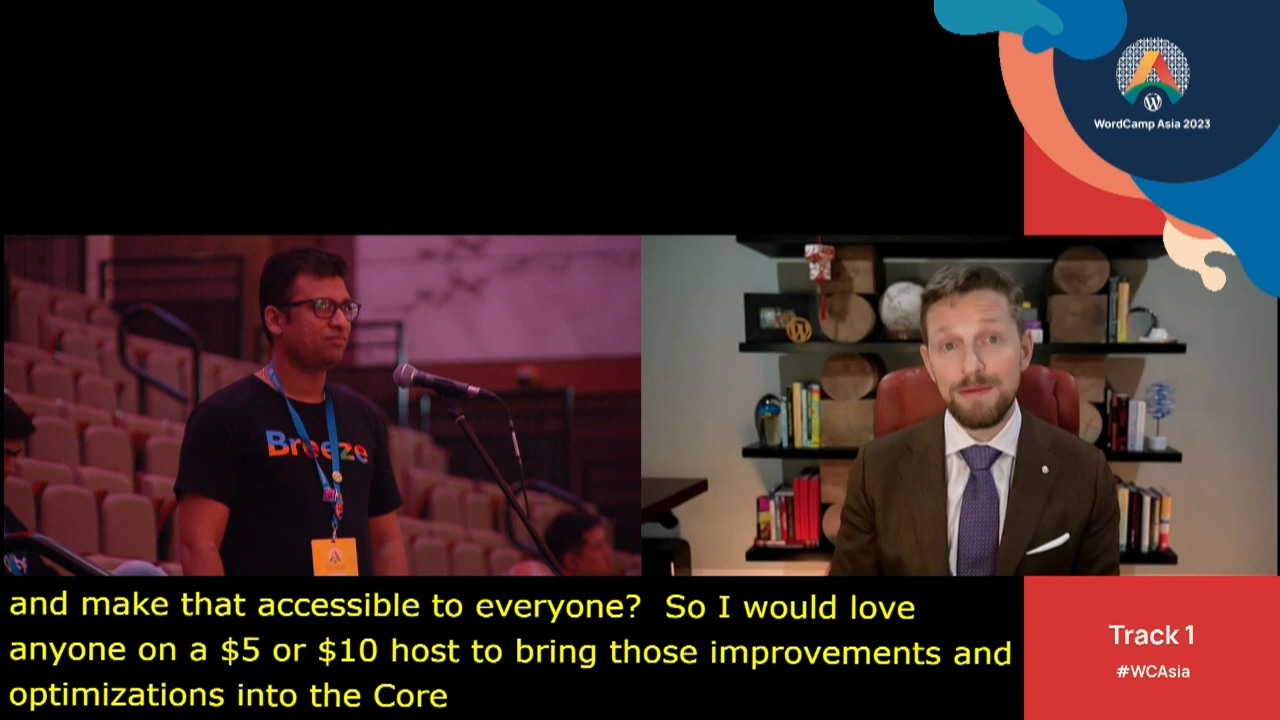 WordCamp Asia 2023
Breeze
and make that accessible to everyone?  So I would love
anyone on a $5 or $10 host to bring those improvements and
optimizations into the Core
Track 1
#WCAsia